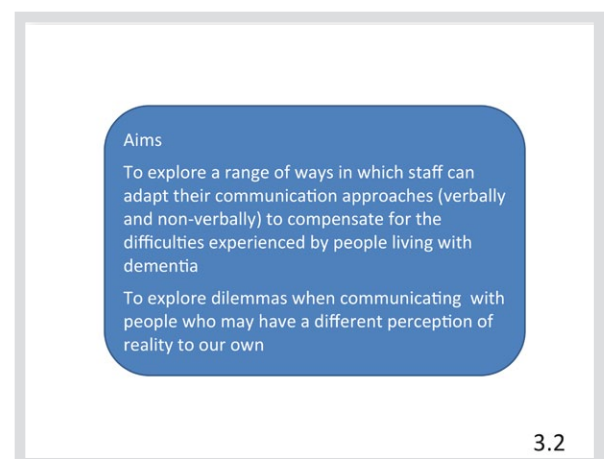 Aims
To explore a range of ways in which staff can
adapt their communication approaches (verbally
and non-verbally) to compensate for the
difficulties experienced by people living with
dementia
To explore dilemmas when communicating  with
people who may have a different perception of
reality to our own
3.2